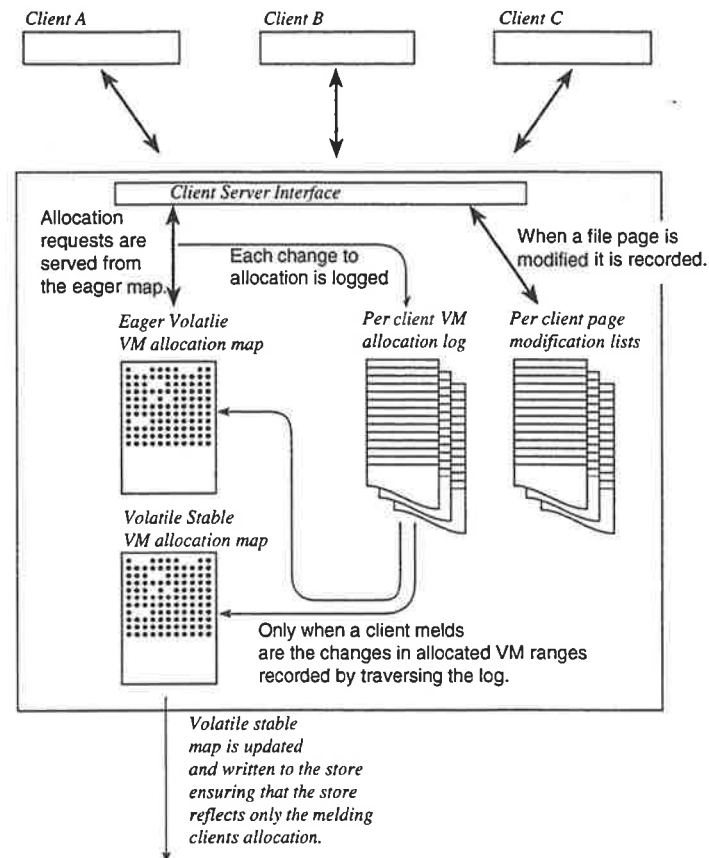 Client A
Client B
Client C
Client Server Interface
Allocation
requests are
served from
the eager map.
Each change to
allocation is logged
When a file page is
modified it is recorded.
Eager Volatlie
VM allocation map
Per client VM
allocation log
Per client page
modification lists
Volatile Stable
VM allocation map
Only when a client melds
are the changes in allocated VM ranges
recorded by traversing the log.
Volatile stable
map is updated
and written to the store
ensuring that the store
reflects only the melding
clients allocation.